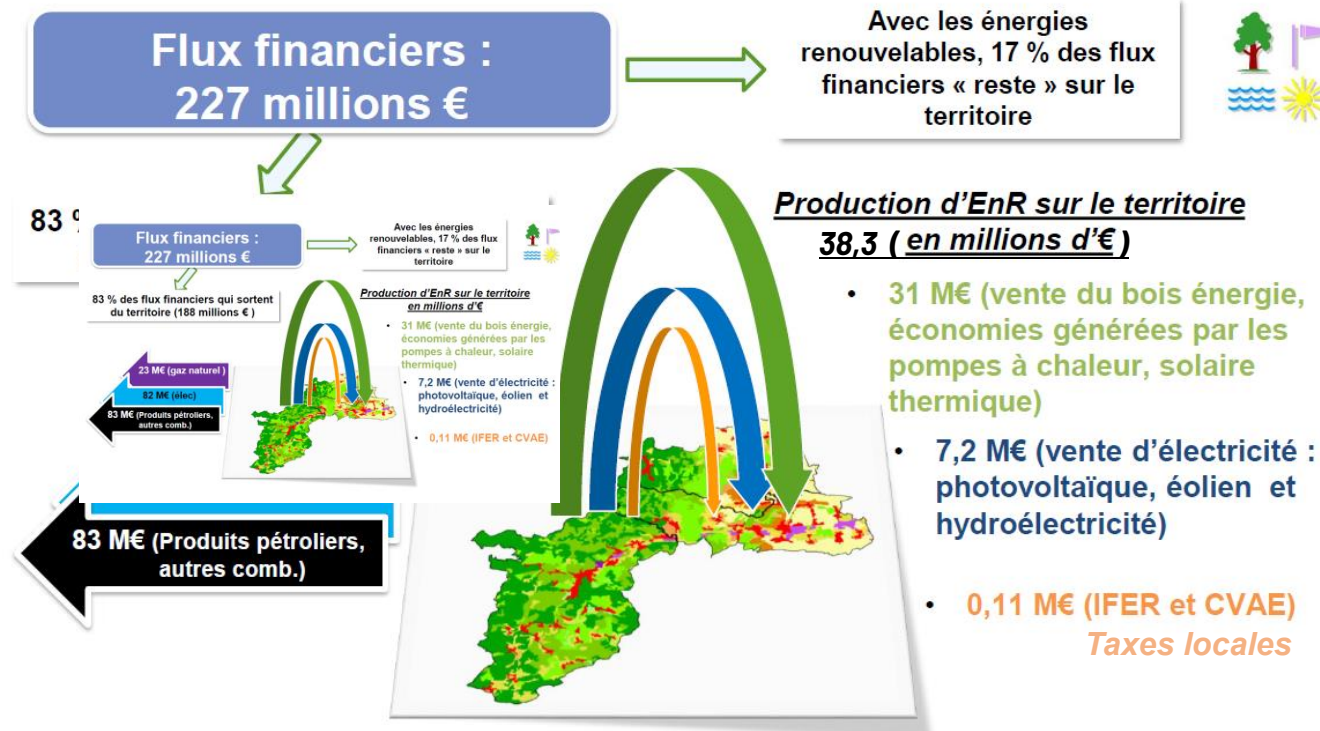 Flux financiers :
227 millions €
Avec les énergies
renouvelables, 17 % des flux
financiers « reste » sur le
territoire
83 %
Production d’EnR sur le territoire
38,3 ( en millions d’€ )
• 31 M€ (vente du bois énergie,
économies générées par les
pompes à chaleur, solaire
thermique)
• 7,2 M€ (vente d’électricité :
photovoltaïque, éolien et
hydroélectricité)
• 0,11 M€ (IFER et CVAE)
Taxes locales
Flux financiers :
227 millions €
Avec les énergies
renouvelables, 17 % des flux
financiers « reste » sur le
territoire
83 % des flux financiers qui sortent
du territoire (188 millions € )
Production d’EnR sur le territoire
en millions d’€
• 31 M€ (vente du bois énergie,
économies générées par les
pompes à chaleur, solaire
thermique)
• 7,2 M€ (vente d’électricité :
photovoltaïque, éolien et
hydroélectricité)
• 0,11 M€ (IFER et CVAE)
23 M€ (gaz naturel )
82 M€ (élec)
83 M€ (Produits pétroliers,
autres comb.)
83 M€ (Produits pétroliers,
autres comb.)